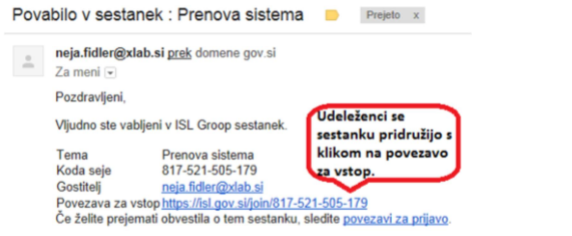 Povabilo v sestanek : Prenova sistema
Prejeto x
neja.fidler@xlab.si prek domene gov.si
Za meni
Pozdravljeni,
Vljudno ste vabljeni v ISL Groop sestanek.
Udeleženci se
sestanku pridružijo s
klikom na povezavo
za vstop.
Tema Prenova sistema
Koda seje 817-521-505-179
Gostitelj neja.fidler@xlab.si
Povezava za vstop https://isl.gov.si/join/817-521-505-179
Če želite prejemati obvestila o tem sestanku, sledite povezavi za prijavo.